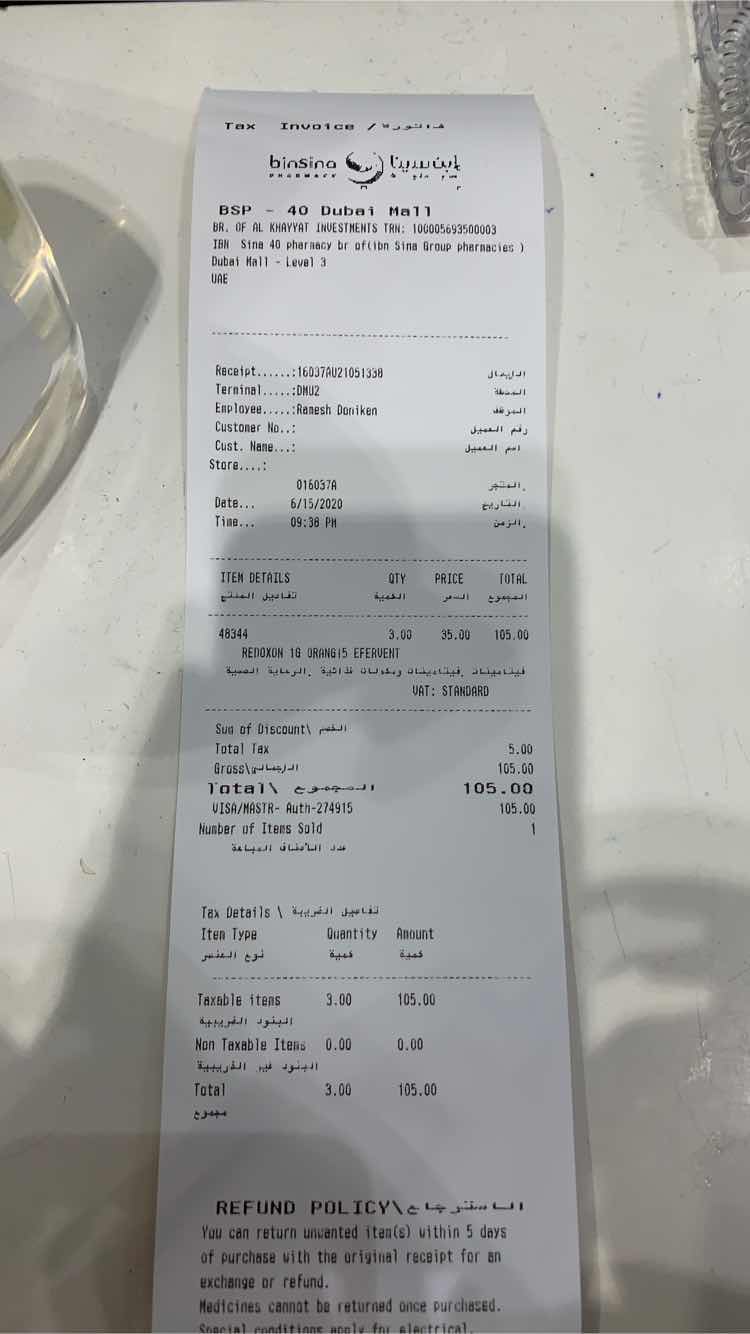 Tax Invoice / فاتورة
binsina ابن سينا
PHARMACY
BSP - 40 Dubai Mall
BR. OF AL KHAYYAT INVESTMENTS TRN: 100005693500003
IBN Sina 40 pharmacy br of(ibn Sina Group pharmacies )
Dubai Mall - Level 3
UAE
Receipt......:16037AU21051338 الإيصال
Terminal.....:DMU2 المحطة
Employee.....:Ramesh Doniken الموظف
Customer No..: رقم العميل
Cust. Name...: اسم العميل
Store....:
016037A المتجر.
Date... 6/15/2020 التاريخ.
Time... 09:38 PM الزمن.
ITEM DETAILS QTY PRICE TOTAL
تفاصيل المنتج الكمية السعر المجموع
48344 3.00 35.00 105.00
REDOXON 1G ORANG15 EFERVENT
فيتامينات ,فيتامينات ومكملات غذائية ,الرعاية الصحية
VAT: STANDARD
Sum of Discount\ الخصم
Total Tax 5.00
Gross\الإجمالي 105.00
Total\ المجموع 105.00
VISA/MASTR- Auth-274915 105.00
Number of Items Sold 1
عدد الأصناف المباعة
Tax Details \ تفاصيل الضريبة
Item Type Quantity Amount
نوع العنصر كمية كمية
Taxable items 3.00 105.00
البنود الضريبية
Non Taxable Items 0.00 0.00
البنود غير الضريبية
Total 3.00 105.00
مجموع
REFUND POLICY\الاسترجاع
You can return unwanted item(s) within 5 days
of purchase with the original receipt for an
exchange or refund.
Medicines cannot be returned once purchased.
Special conditions apply for electrical,